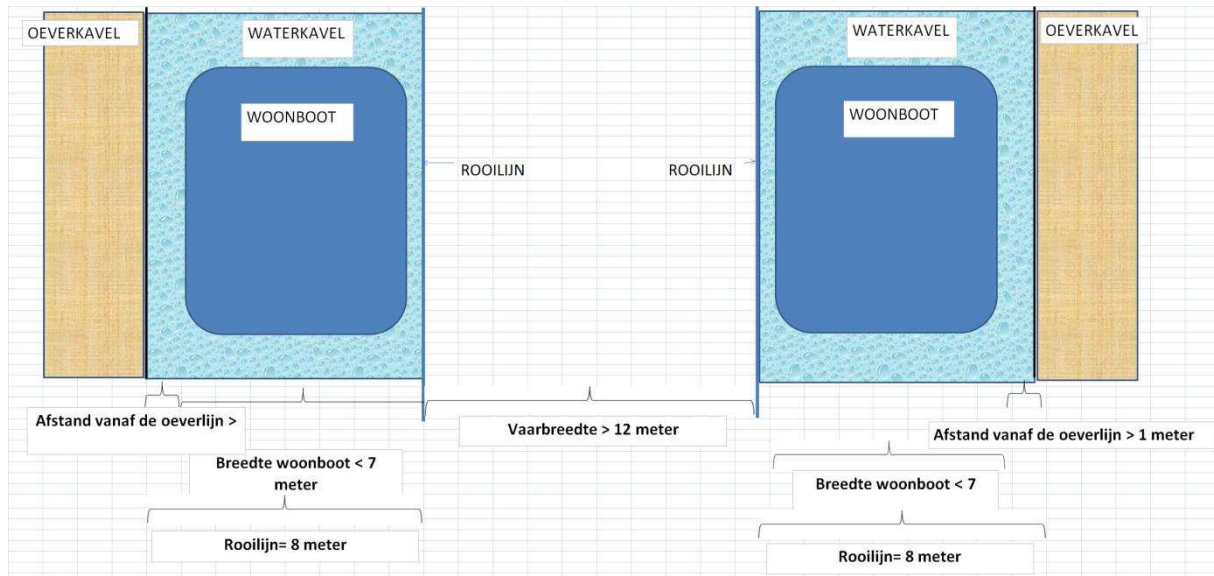 OEVERKAVEL
WATERKAVEL
WATERKAVEL
OEVERKAVEL
WOONBOOT
WOONBOOT
ROOILIJN
ROOILIJN
Afstand vanaf de oeverlijn >
Vaarbreedte > 12 meter
Afstand vanaf de oeverlijn > 1 meter
Breedte woonboot < 7
meter
Breedte woonboot < 7
Rooilijn= 8 meter
Rooilijn= 8 meter